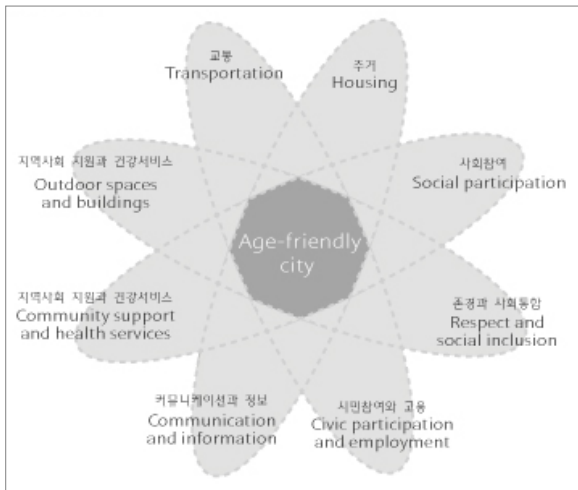 교통
Transportation
주거
Housing
사회참여
Social participation
지역사회 지원과 건강서비스
Outdoor spaces
and buildings
Age-friendly
city
지역사회 지원과 건강서비스
Community support
and health services
존경과 사회통합
Respect and
social inclusion
커뮤니케이션과 정보
Communication
and information
시민참여와 고용
Civic participation
and employment